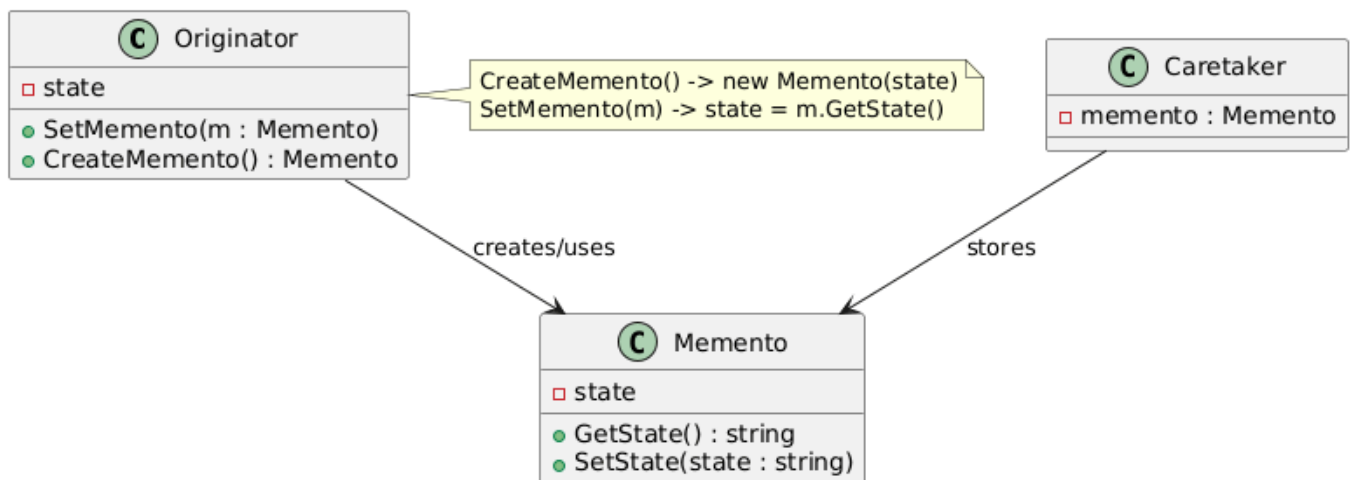 C Originator
state
SetMemento(m : Memento)
CreateMemento() : Memento
CreateMemento() -> new Memento(state)
SetMemento(m) -> state = m.GetState()
C Caretaker
memento : Memento
creates/uses
stores
C Memento
state
GetState() : string
SetState(state : string)